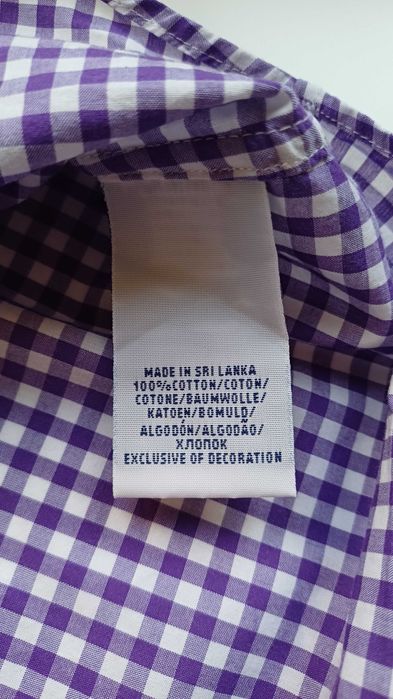 MADE IN SRI LANKA
100%COTTON/COTON/
COTONE/BAUMWOLLE/
KATOEN/BOMULD/
ALGODÓN/ALGODÃO/
ХЛОПОК
EXCLUSIVE OF DECORATION